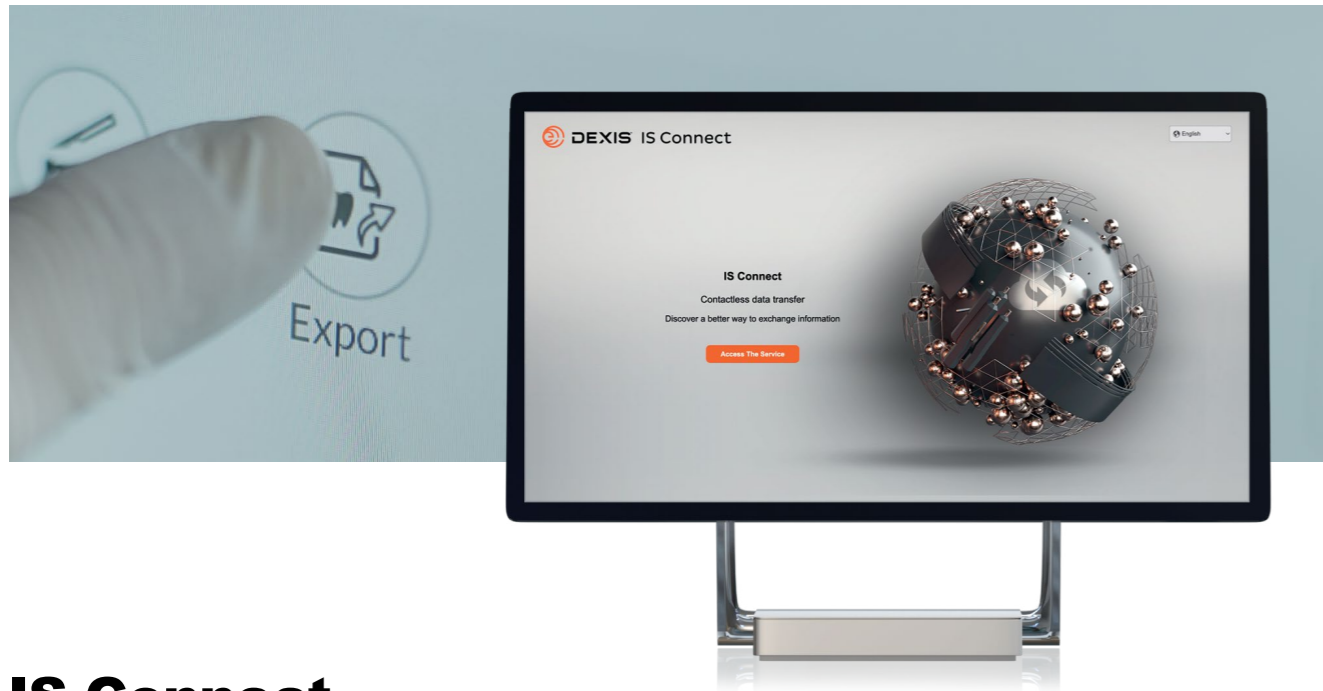 Export
DEXIS IS Connect
English
IS Connect
Contactless data transfer
Discover a better way to exchange information
Access The Service
IS Connect